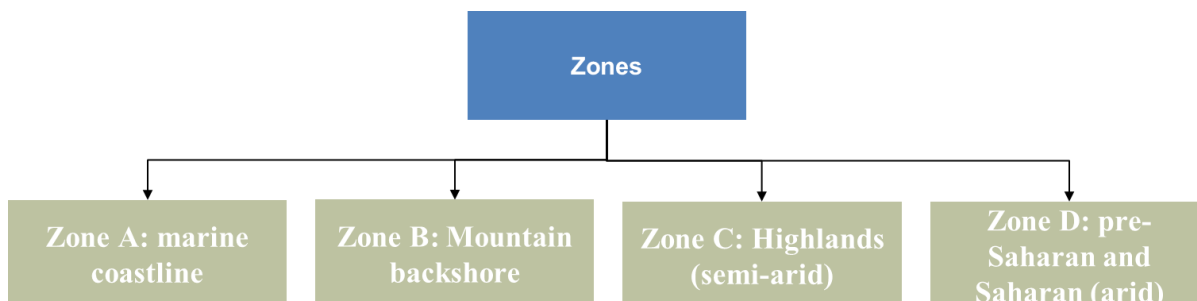 Zones
Zone A: marine
coastline
Zone B: Mountain
backshore
Zone C: Highlands
(semi-arid)
Zone D: pre-
Saharan and
Saharan (arid)